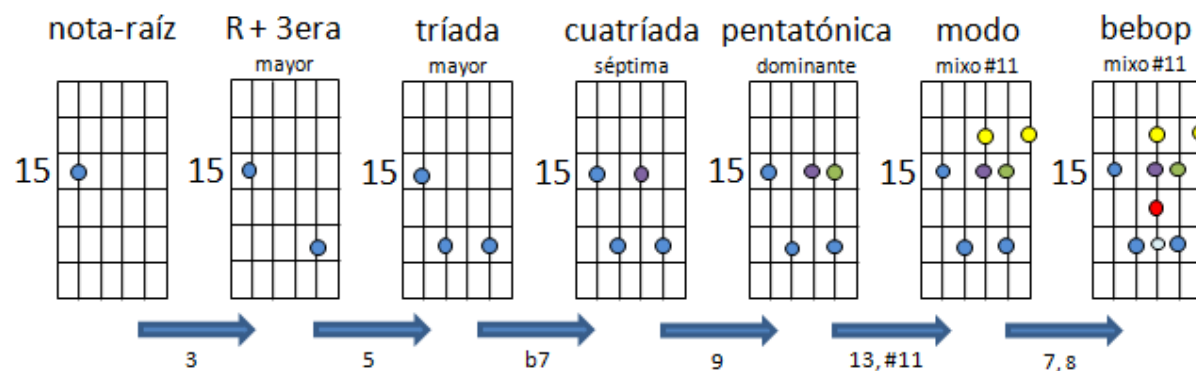 nota-raíz R + 3era tríada cuatríada pentatónica modo bebop
mayor mayor séptima dominante mixo #11 mixo #11
15 15 15 15 15 15 15
3 5 b7 9 13, #11 7, 8